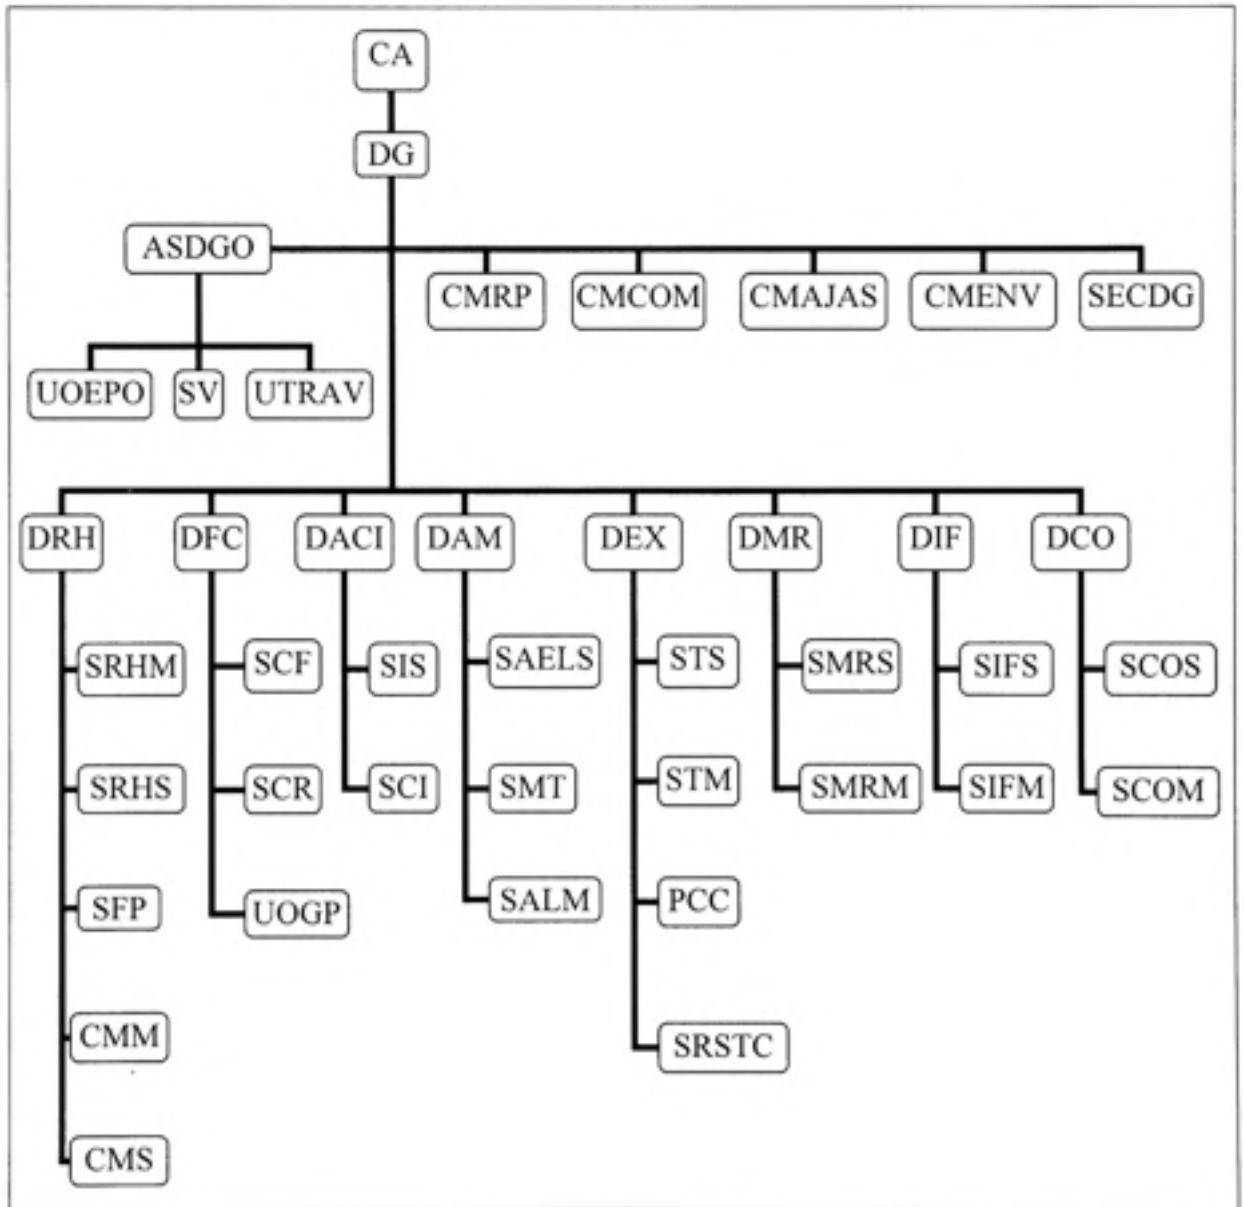 CA
DG
ASDGO
CMRP
CMCOM
CMAJAS
CMENV
SECDG
UOEPO
SV
UTRAV
DRH
DFC
DACI
DAM
DEX
DMR
DIF
DCO
SRHM
SCF
SIS
SAELS
STS
SMRS
SIFS
SCOS
SRHS
SCR
SCI
SMT
STM
SMRM
SIFM
SCOM
SFP
UOGP
SALM
PCC
CMM
SRSTC
CMS